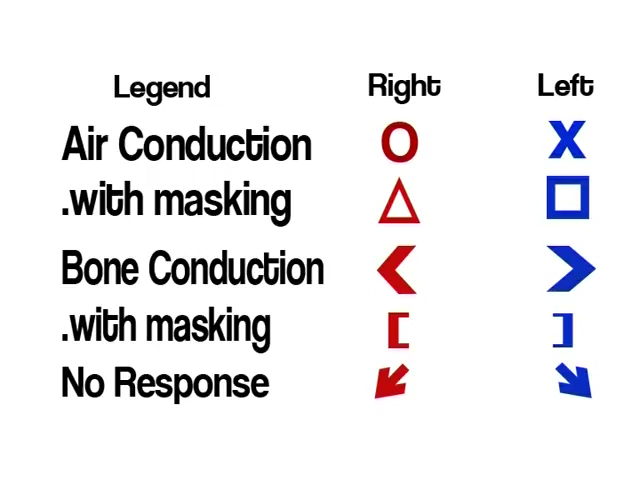 Legend Right Left
Air Conduction O X
.with masking △ □
Bone Conduction < >
.with masking [ ]
No Response ↙ ↘